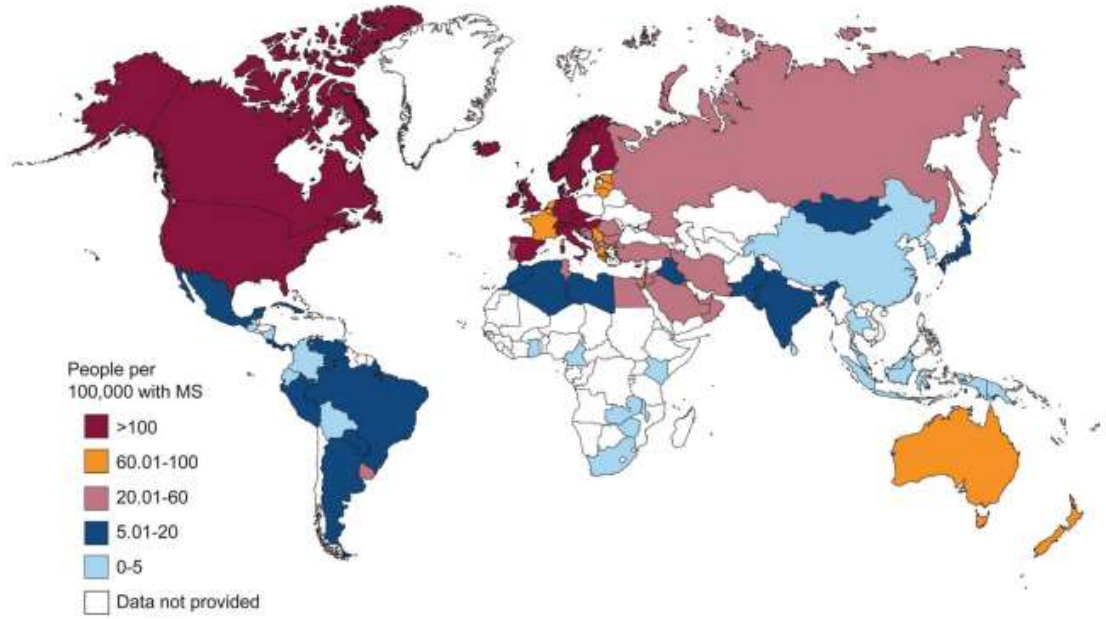 People per
100,000 with MS
>100
60.01-100
20.01-60
5.01-20
0-5
Data not provided